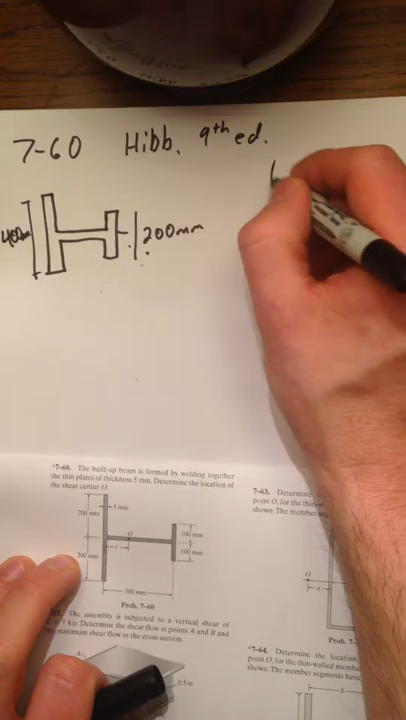 7-60 Hibb. 9th ed.
400m
200mm
*7-60. The built-up beam is formed by welding together
the thin plates of thickness 5 mm. Determine the location of
the shear center O.
200 mm
5 mm
O
100 mm
e
200 mm
100 mm
300 mm
Prob. 7-60
The assembly is subjected to a vertical shear of
kip. Determine the shear flow at points A and B and
maximum shear flow in the cross section.
A
0.5 in
7-63. Determine
point O, for the thin-
shown. The member seg
O
e
Prob. 7-
*7-64. Determine the location
point O, for the thin-walled member
shown. The member segments have
b